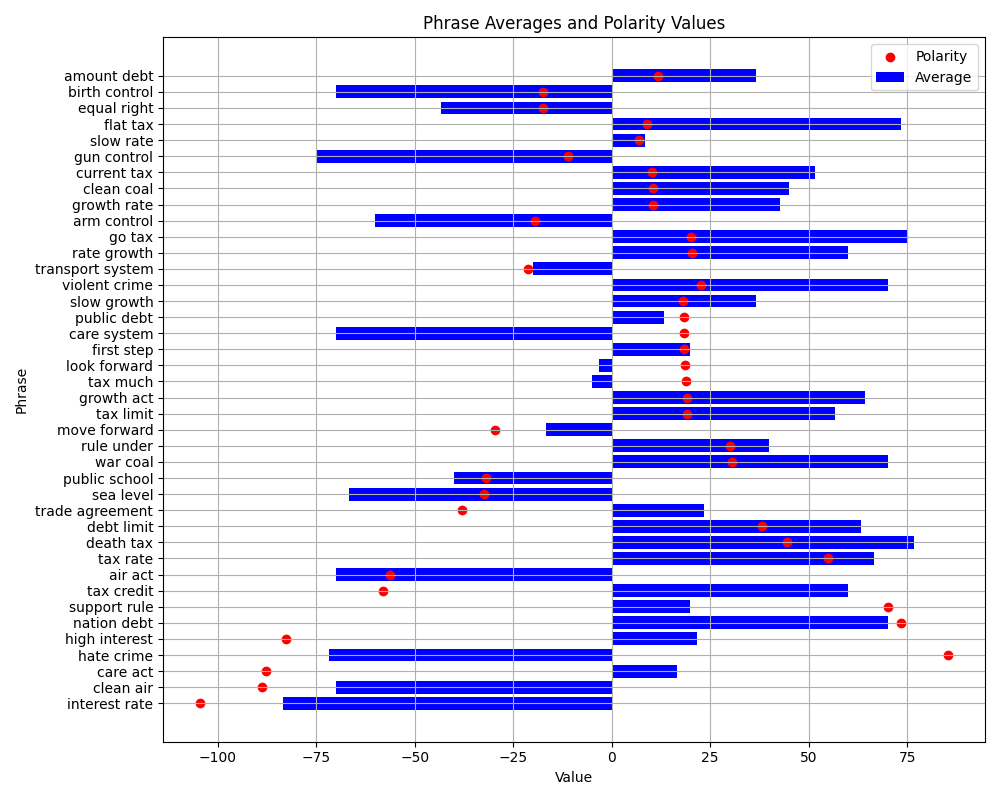 Phrase Averages and Polarity Values
Polarity
Average
amount debt
birth control
equal right
flat tax
slow rate
gun control
current tax
clean coal
growth rate
arm control
go tax
rate growth
transport system
violent crime
slow growth
public debt
care system
first step
look forward
tax much
growth act
tax limit
move forward
rule under
war coal
public school
sea level
trade agreement
debt limit
death tax
tax rate
air act
tax credit
support rule
nation debt
high interest
hate crime
care act
clean air
interest rate
Phrase
−100 −75 −50 −25 0 25 50 75
Value